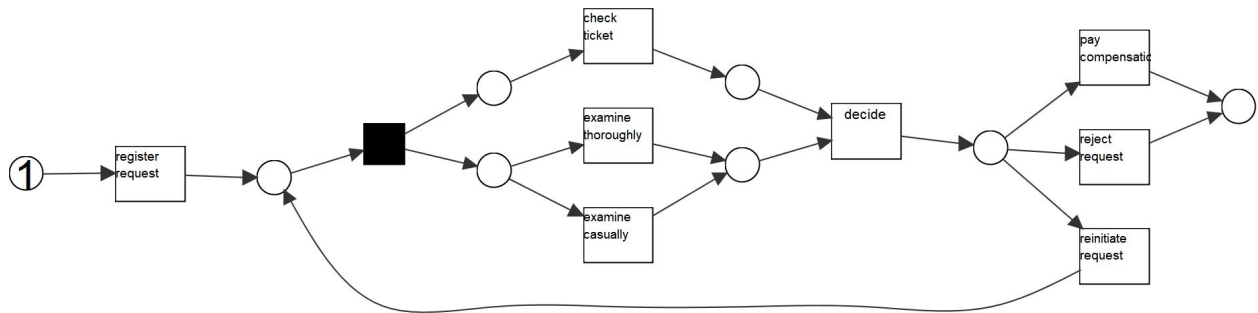 1
register
request
check
ticket
examine
thoroughly
examine
casually
decide
pay
compensatic
reject
request
reinitiate
request